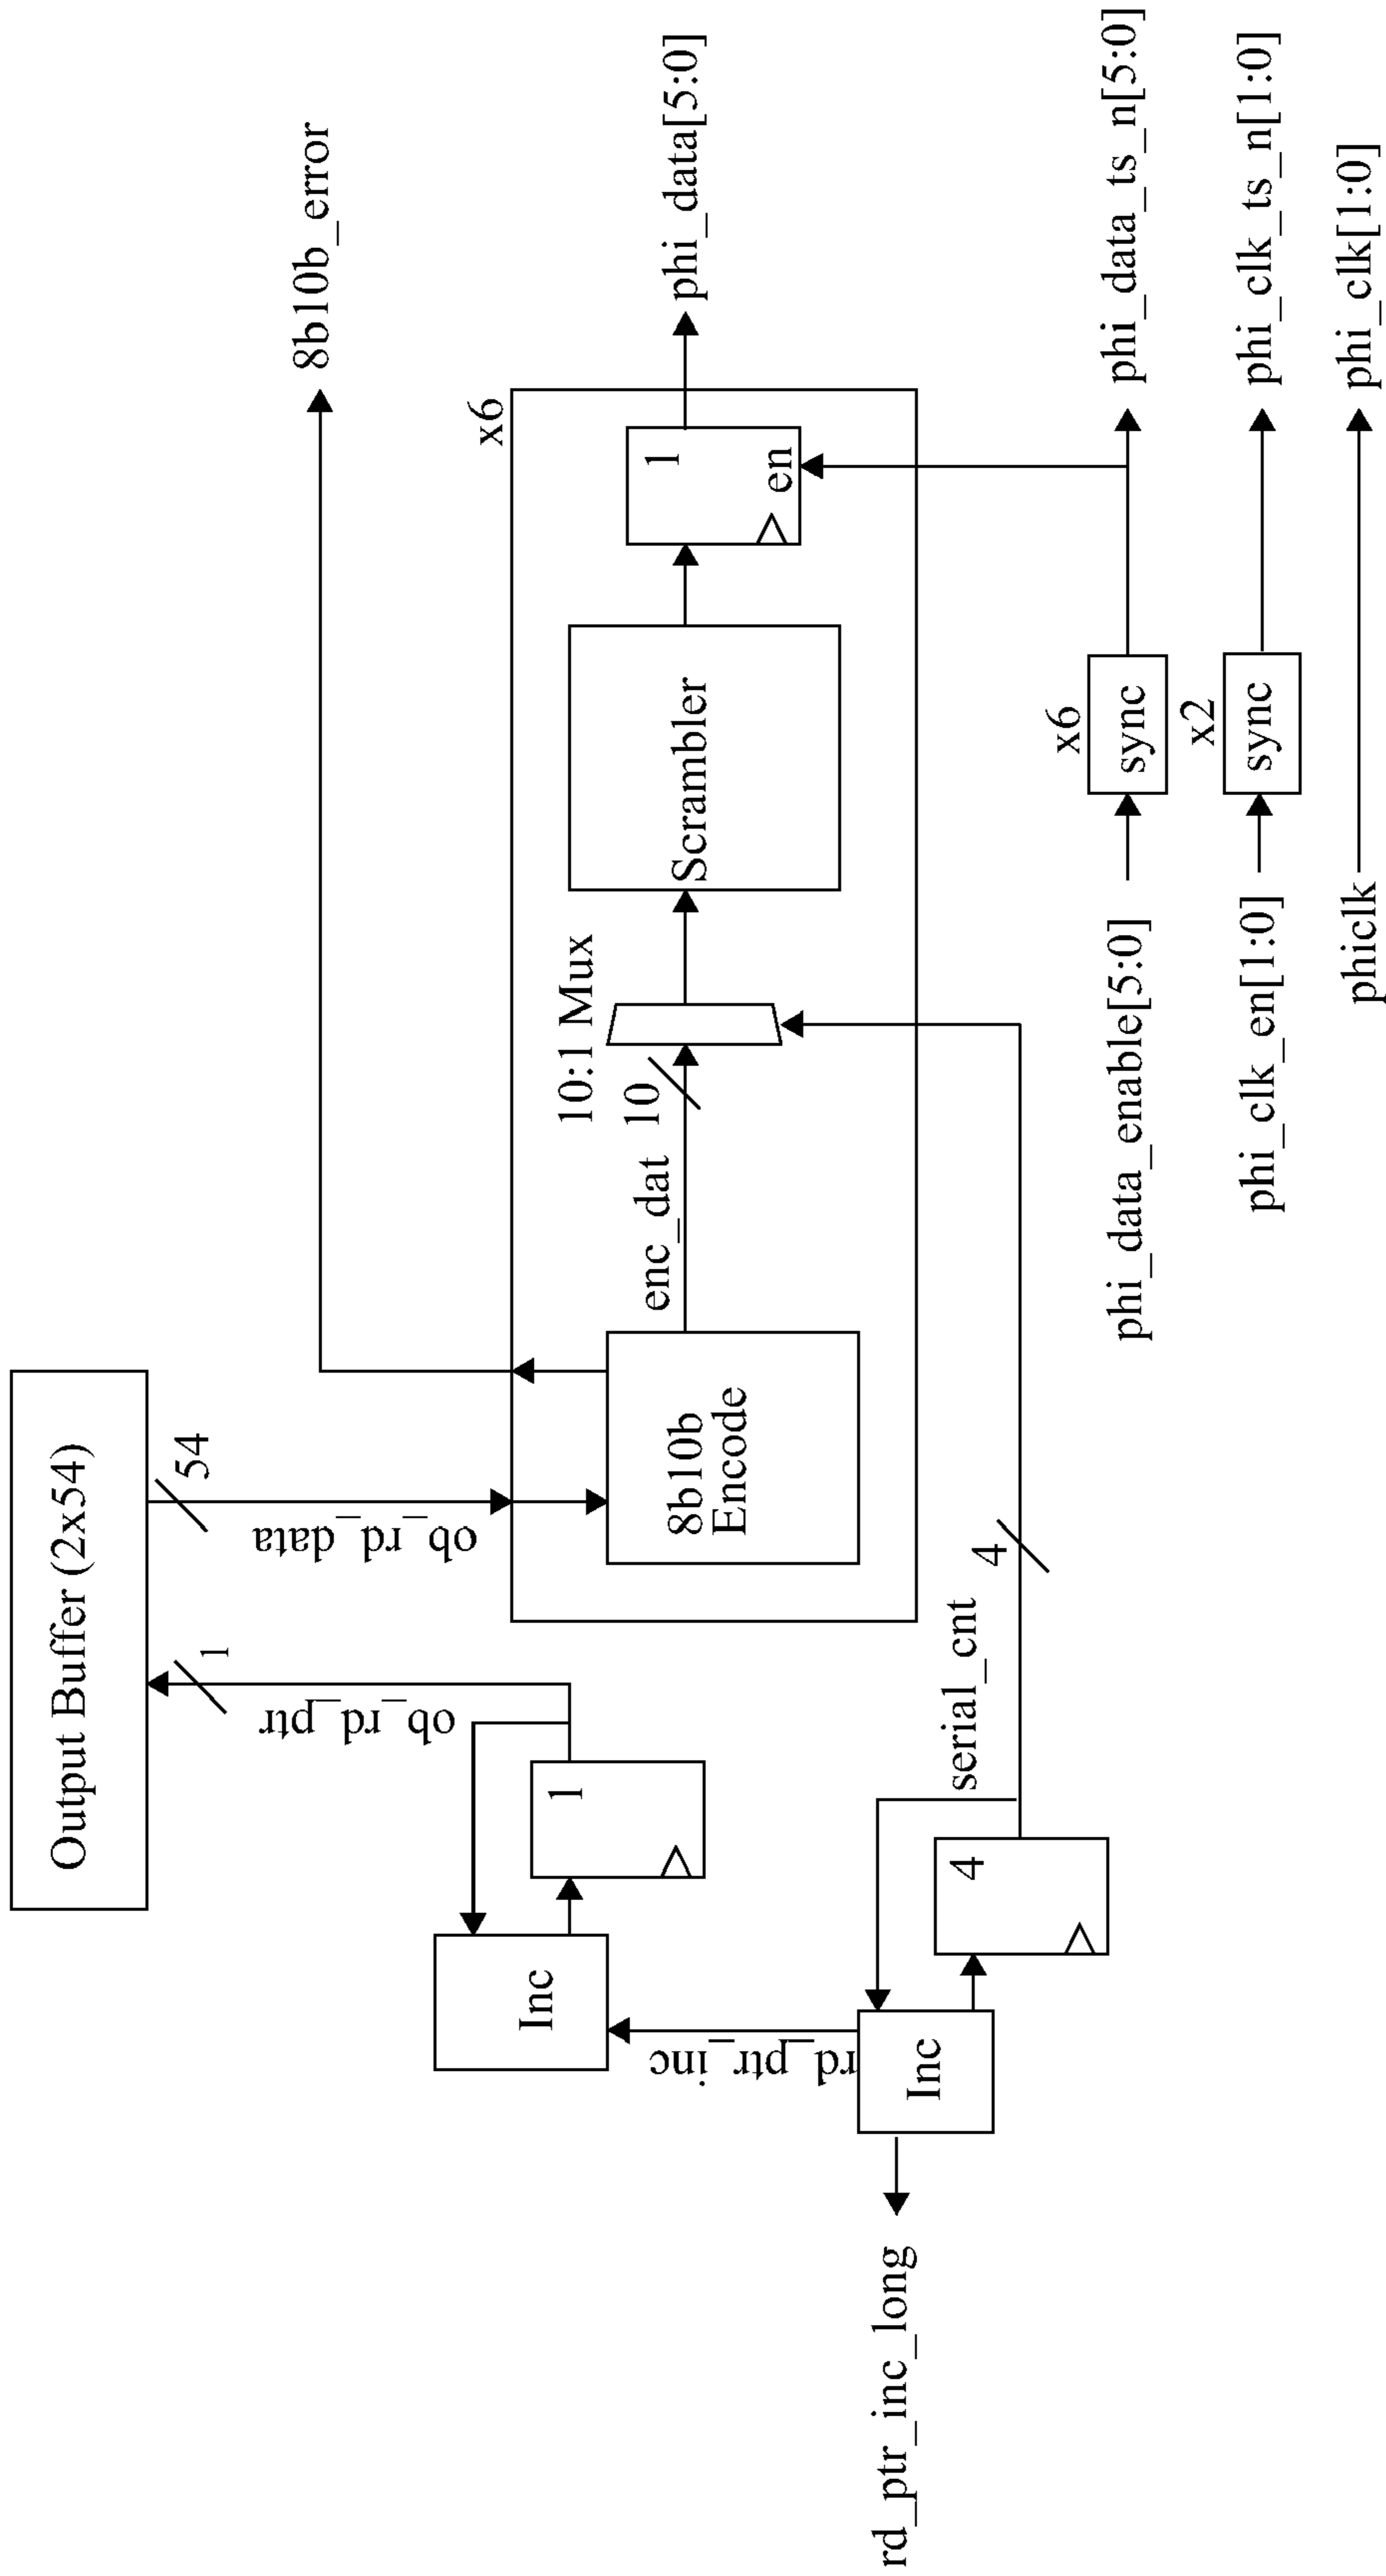 Output Buffer (2x54)
8b10b_error
1
54
ob_rd_ptr
ob_rd_data
x6
10:1 Mux
Inc
1
10
1
phi_data[5:0]
8b10b
Encode
enc_dat
Scrambler
en
rd_ptr_inc
rd_ptr_inc_long
Inc
4
serial_cnt
4
x6
phi_data_enable[5:0]
sync
phi_data_ts_n[5:0]
x2
phi_clk_en[1:0]
sync
phi_clk_ts_n[1:0]
phiclk
phi_clk[1:0]